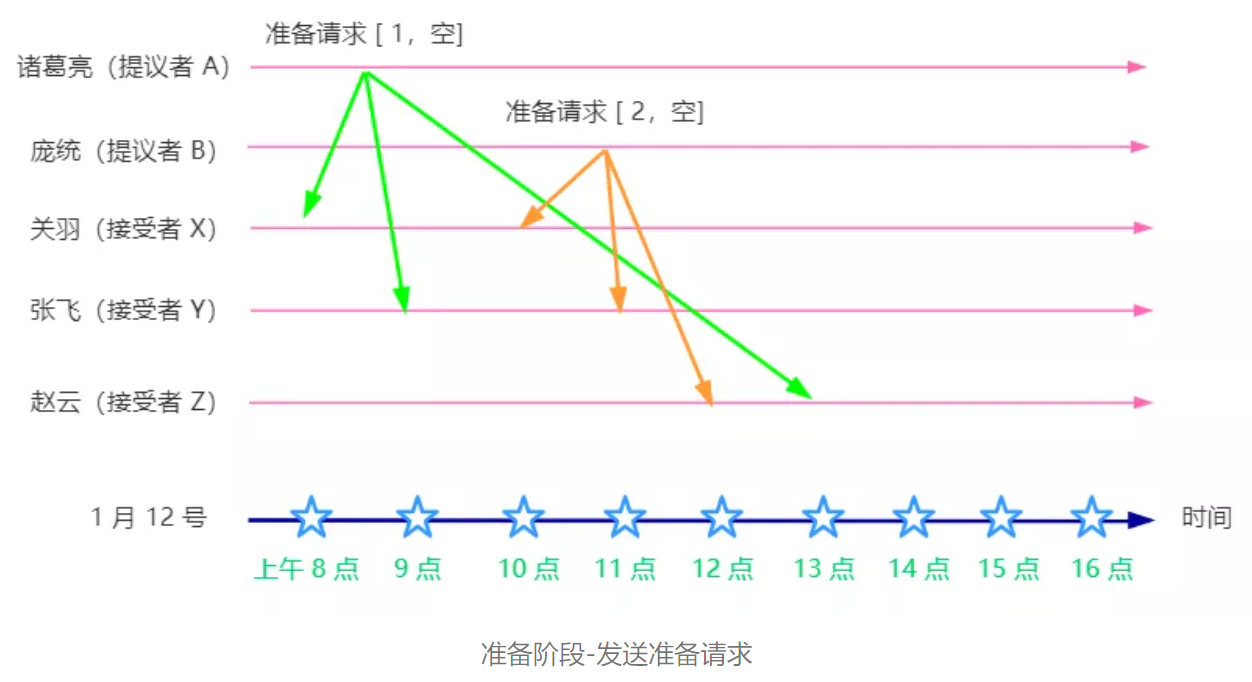 准备请求 [ 1，空]
诸葛亮（提议者 A）
准备请求 [ 2，空]
庞统（提议者 B）
关羽（接受者 X）
张飞（接受者 Y）
赵云（接受者 Z）
1 月 12 号
时间
上午 8 点 9 点 10 点 11 点 12 点 13 点 14 点 15 点 16 点
准备阶段-发送准备请求